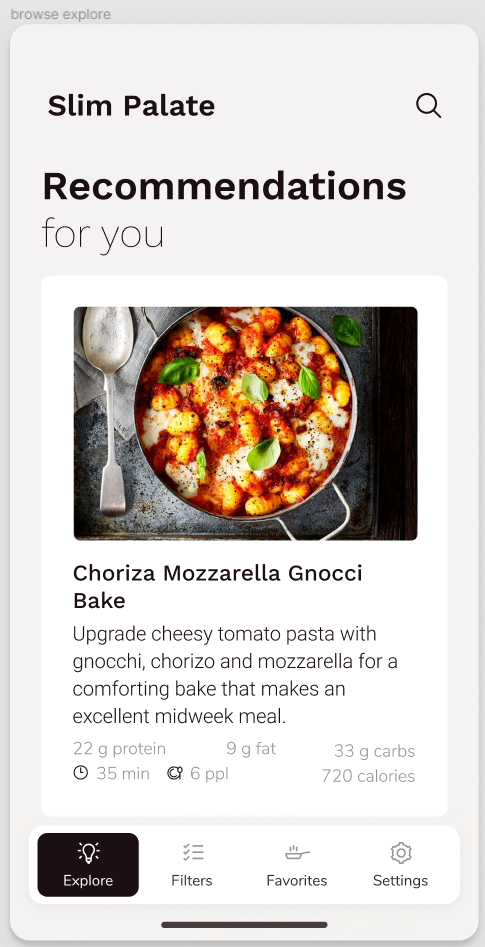 browse explore
Slim Palate
Recommendations
for you
Choriza Mozzarella Gnocci
Bake
Upgrade cheesy tomato pasta with
gnocchi, chorizo and mozzarella for a
comforting bake that makes an
excellent midweek meal.
22 g protein 9 g fat 33 g carbs
35 min 6 ppl 720 calories
Explore Filters Favorites Settings